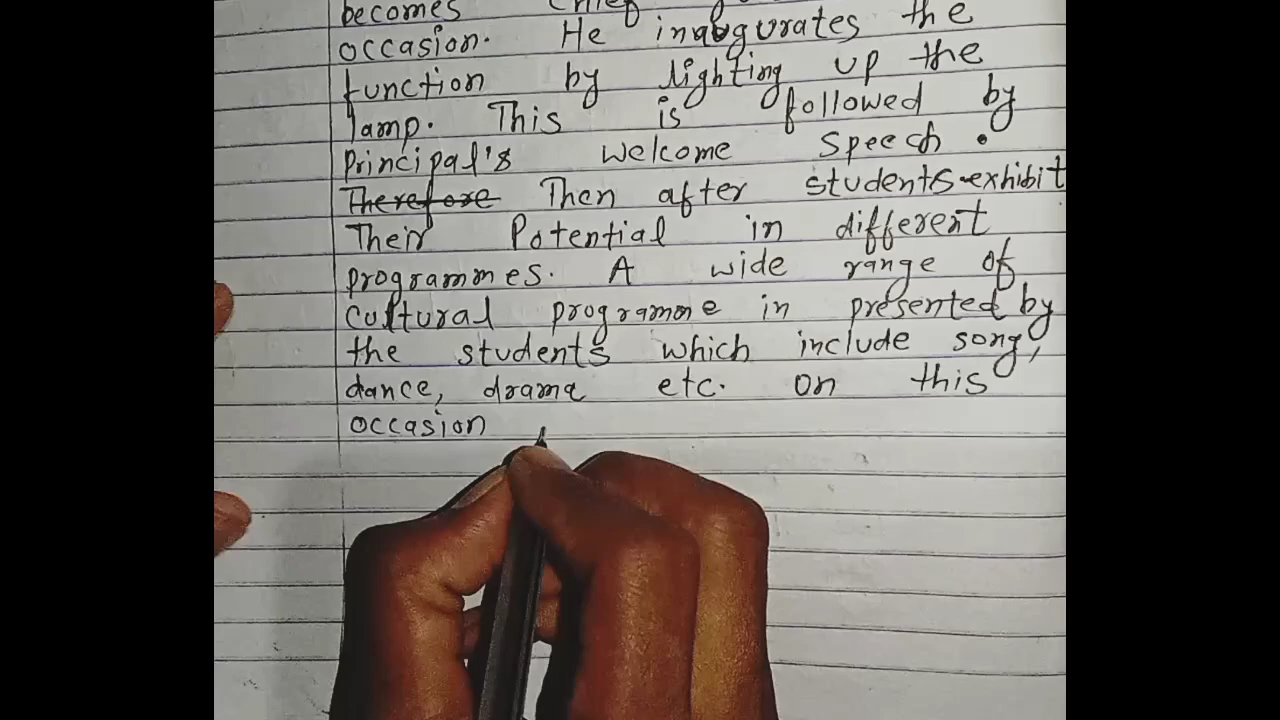 becomes chief
occasion. He inaugurates the
function by lighting up the
lamp. This is followed by
principal's welcome speech.
Therefore Then after students exhibit
Their Potential in different
programmes. A wide range of
cultural programme in presented by
the students which include song,
dance, drama etc. on this
occasion